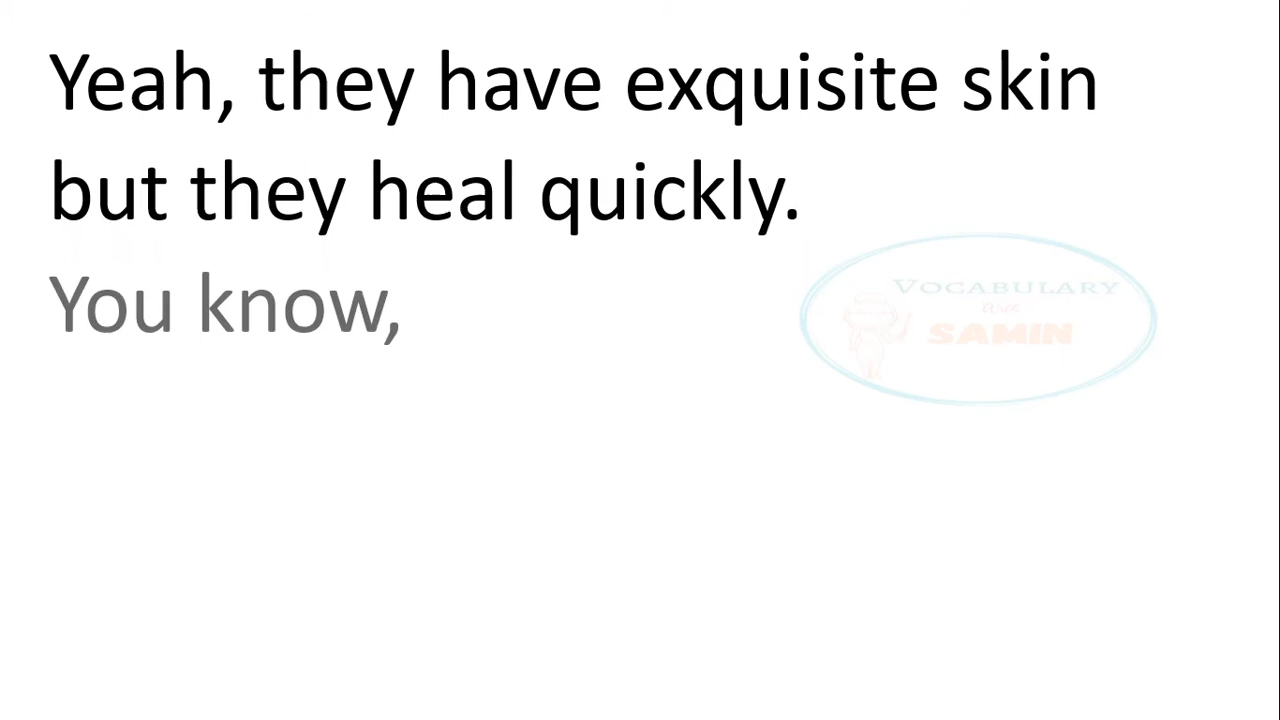 Yeah, they have exquisite skin
but they heal quickly.
You know,
VOCABULARY
SAMIN